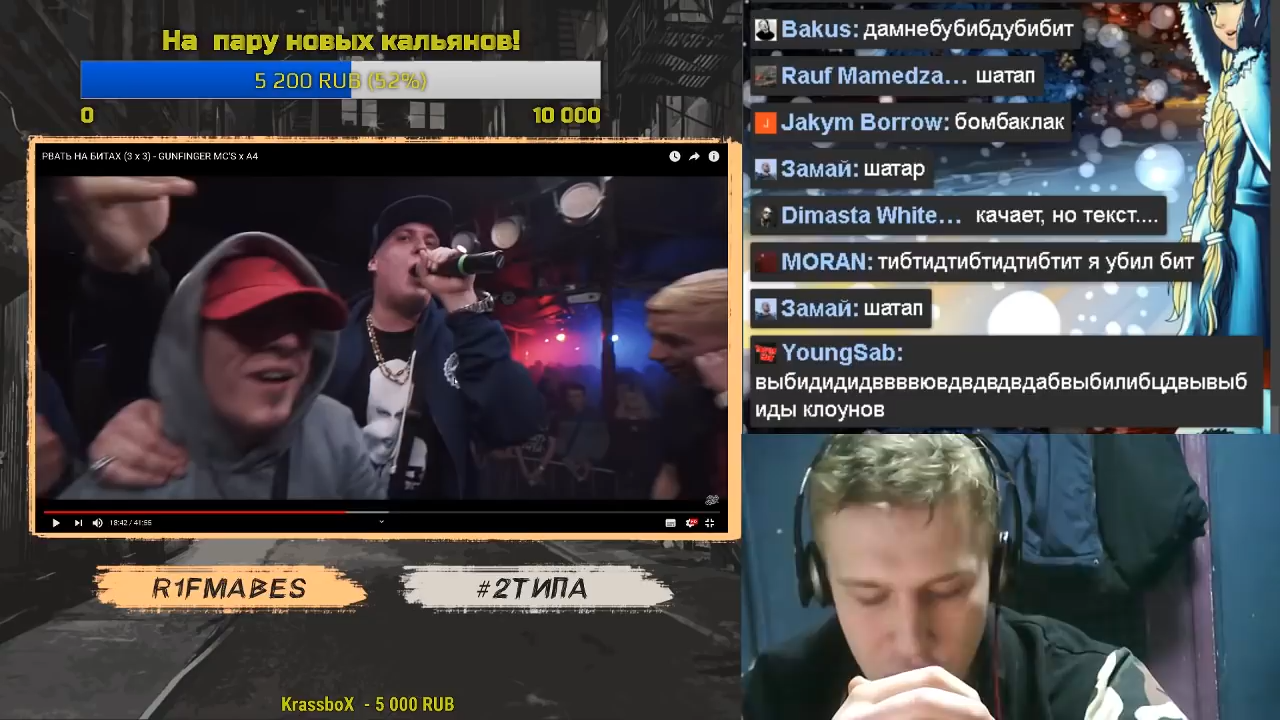 На пару новых кальянов!
5 200 RUB (52%)
0
10 000
РВАТЬ НА БИТАХ (3 x 3) - GUNFINGER MC'S x A4
18:42 / 41:55
R1FMABES
#2ТИПА
KrassboX - 5 000 RUB
Bakus: дамнебубибдубибит
Rauf Mamedza... шатап
J
Jakym Borrow: бомбаклак
Замай: шатар
Dimasta White... качает, но текст....
MORAN: тибтидтибтидтибтит я убил бит
Замай: шатап
YoungSab:
выбидидидввввювдвдвдвдабвыбилибцдвывыб
иды клоунов